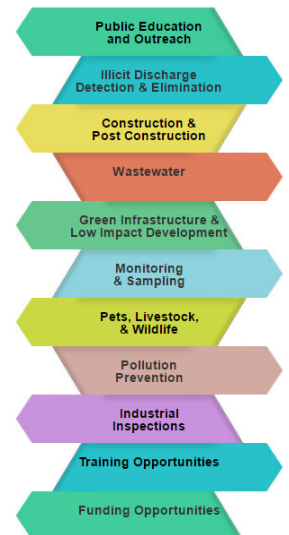 Public Education
and Outreach
Illicit Discharge
Detection & Elimination
Construction &
Post Construction
Wastewater
Green Infrastructure &
Low Impact Development
Monitoring
& Sampling
Pets, Livestock,
& Wildlife
Pollution
Prevention
Industrial
Inspections
Training Opportunities
Funding Opportunities